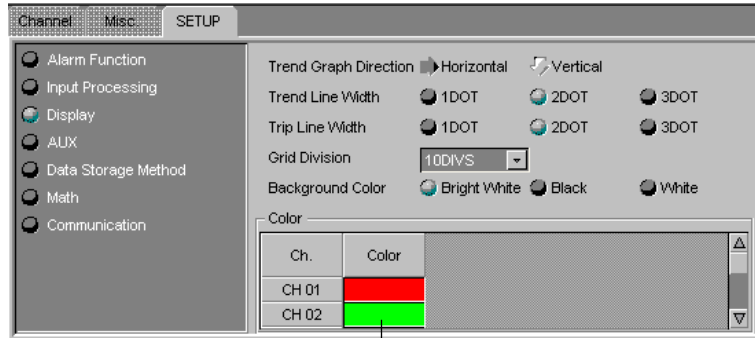 Channel Misc SETUP
Alarm Function
Input Processing
Display
AUX
Data Storage Method
Math
Communication
Trend Graph Direction Horizontal Vertical
Trend Line Width 1DOT 2DOT 3DOT
Trip Line Width 1DOT 2DOT 3DOT
Grid Division 10DIVS
Background Color Bright White Black White
Color
Ch. Color
CH 01
CH 02